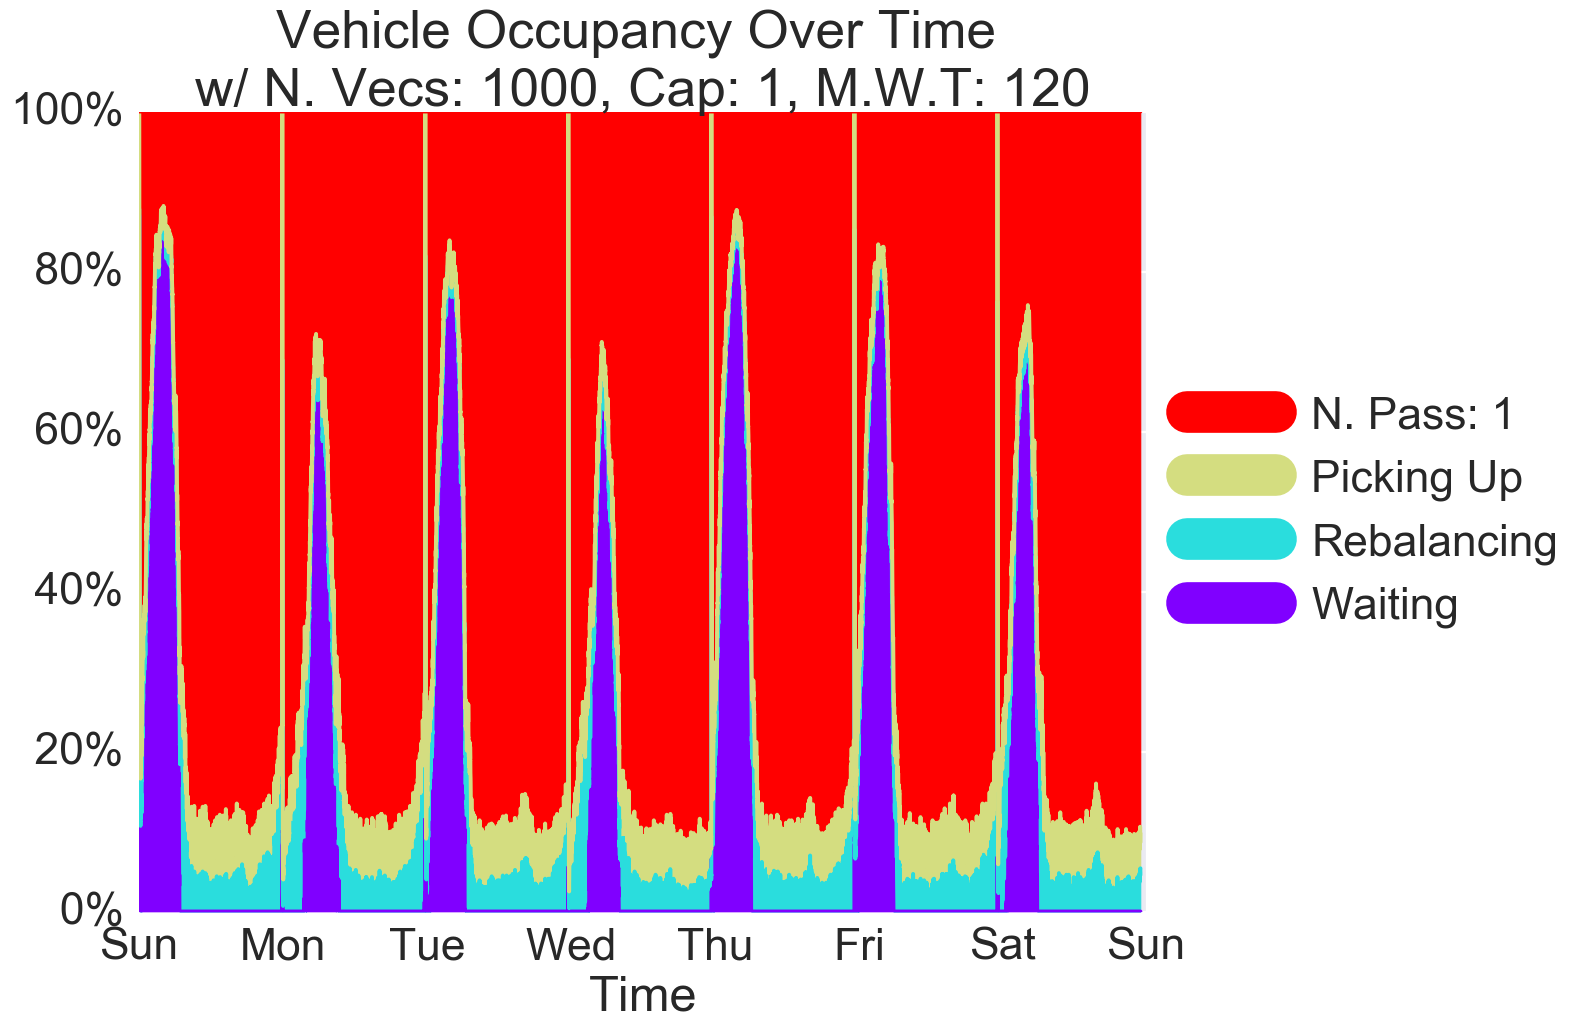 Vehicle Occupancy Over Time
w/ N. Vecs: 1000, Cap: 1, M.W.T: 120
100%
80%
60%
40%
20%
0%
Sun Mon Tue Wed Thu Fri Sat Sun
Time
N. Pass: 1
Picking Up
Rebalancing
Waiting